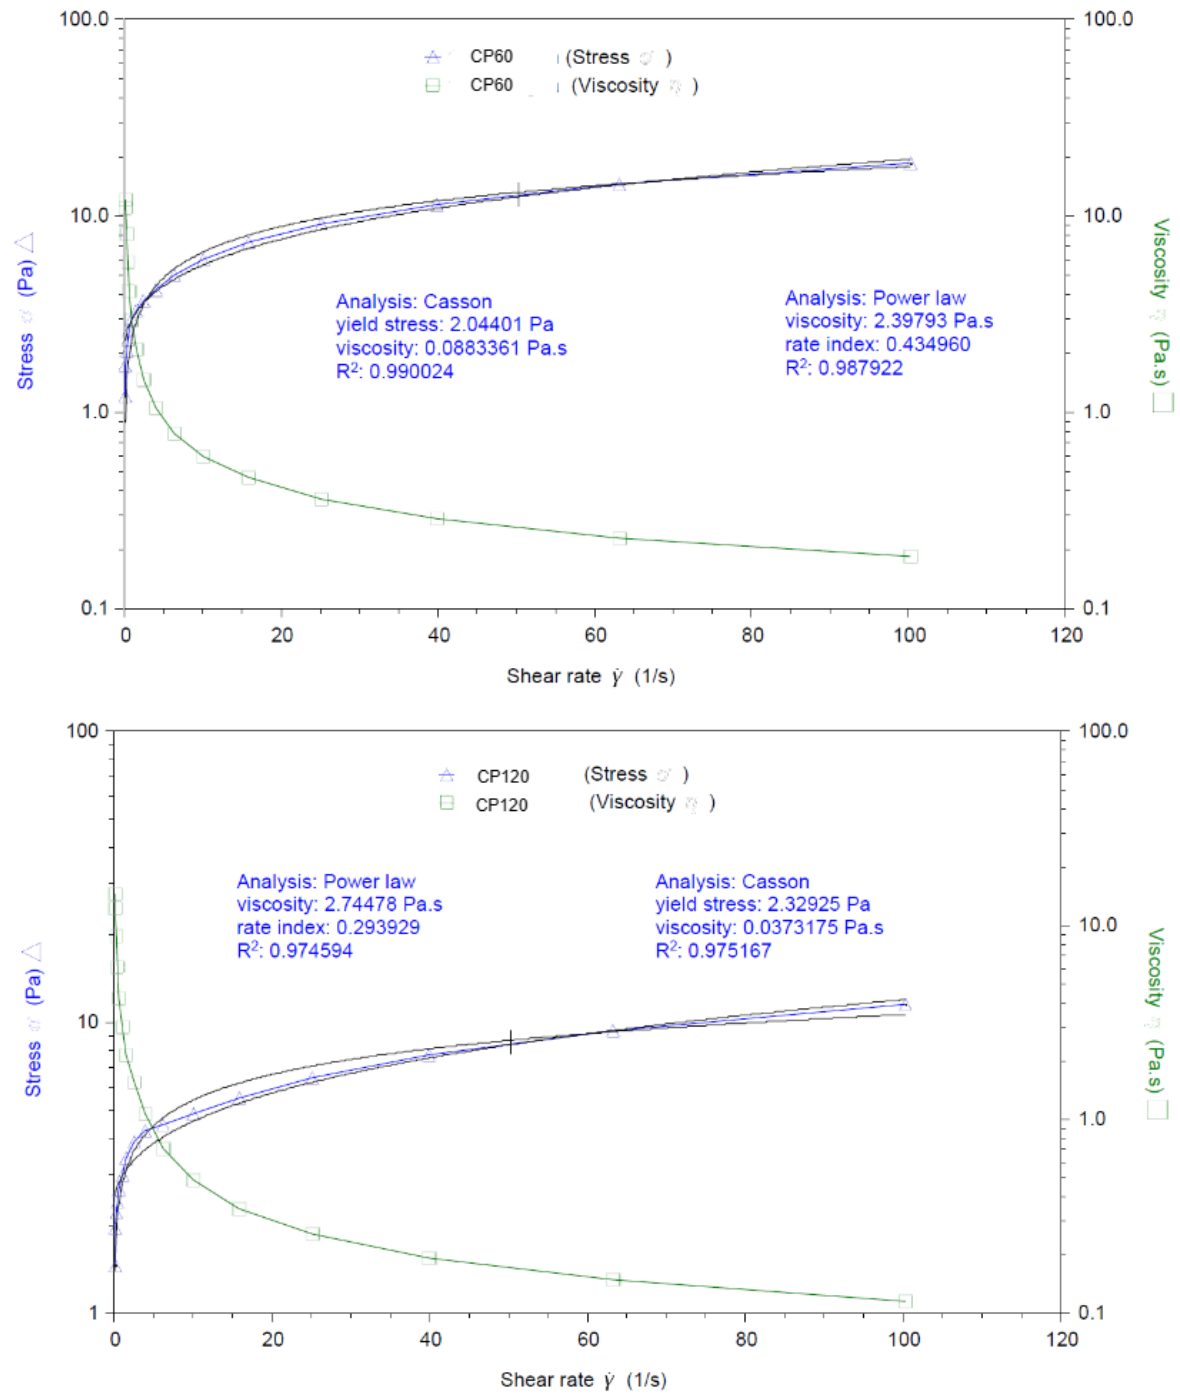 100.0
100.0
CP60 (Stress σ)
CP60 (Viscosity η)
10.0
10.0
Stress σ (Pa)
Viscosity η (Pa.s)
Analysis: Casson
yield stress: 2.04401 Pa
viscosity: 0.0883361 Pa.s
R²: 0.990024
Analysis: Power law
viscosity: 2.39793 Pa.s
rate index: 0.434960
R²: 0.987922
1.0
1.0
0.1
0.1
0 20 40 60 80 100 120
Shear rate γ̇ (1/s)
100
100.0
CP120 (Stress σ)
CP120 (Viscosity η)
Analysis: Power law
viscosity: 2.74478 Pa.s
rate index: 0.293929
R²: 0.974594
Analysis: Casson
yield stress: 2.32925 Pa
viscosity: 0.0373175 Pa.s
R²: 0.975167
10.0
Stress σ (Pa)
Viscosity η (Pa.s)
10
1.0
1
0.1
0 20 40 60 80 100 120
Shear rate γ̇ (1/s)